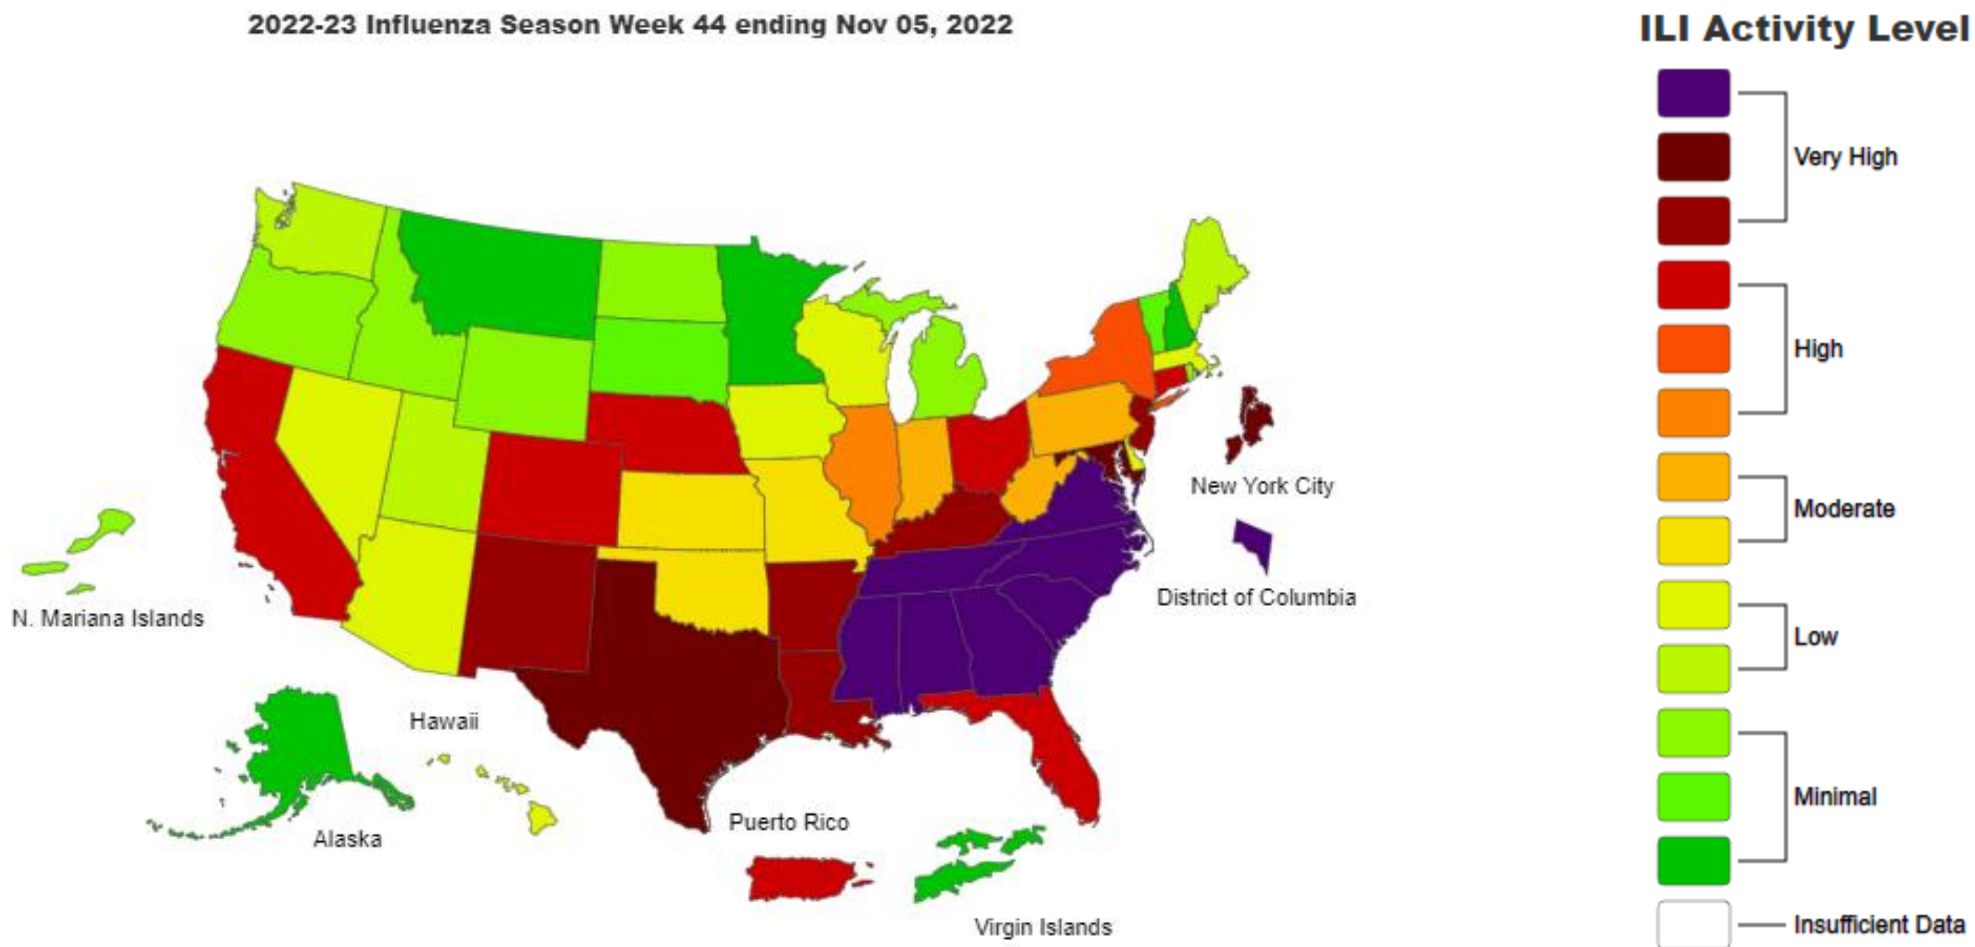 2022-23 Influenza Season Week 44 ending Nov 05, 2022
ILI Activity Level
Very High
High
Moderate
Low
Minimal
Insufficient Data
New York City
District of Columbia
N. Mariana Islands
Hawaii
Alaska
Puerto Rico
Virgin Islands